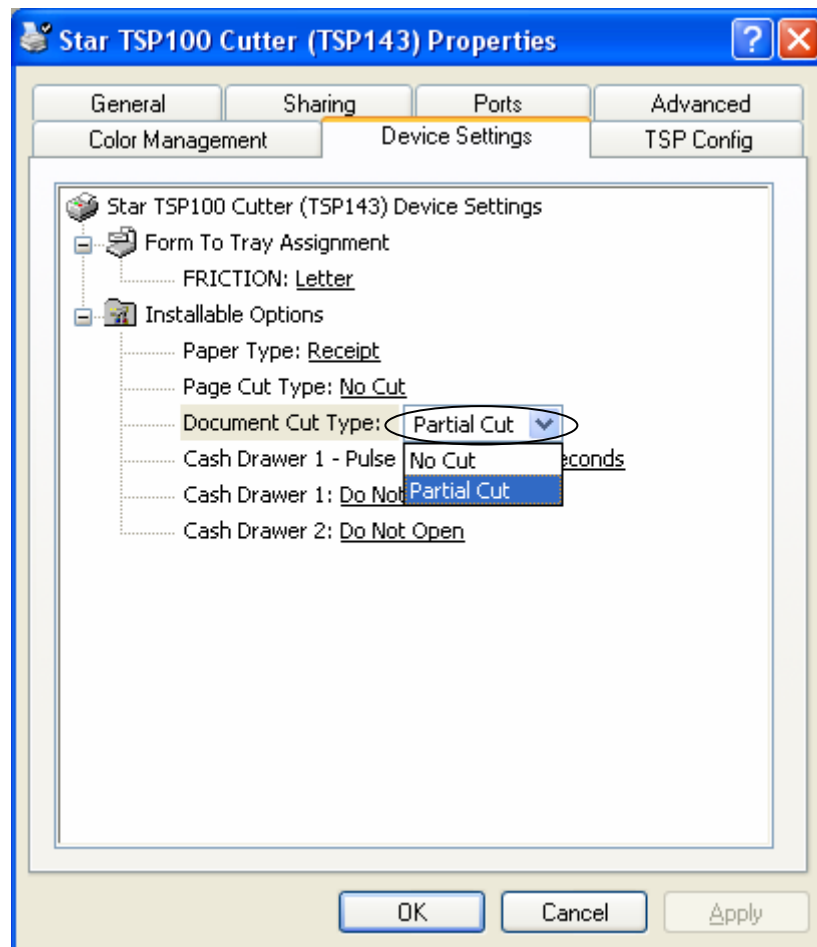 Star TSP100 Cutter (TSP143) Properties
General Sharing Ports Advanced
Color Management Device Settings TSP Config
Star TSP100 Cutter (TSP143) Device Settings
Form To Tray Assignment
FRICTION: Letter
Installable Options
Paper Type: Receipt
Page Cut Type: No Cut
Document Cut Type: Partial Cut
Cash Drawer 1 - Pulse
No Cut
Partial Cut
Cash Drawer 1: Do Not
Cash Drawer 2: Do Not Open
OK Cancel Apply